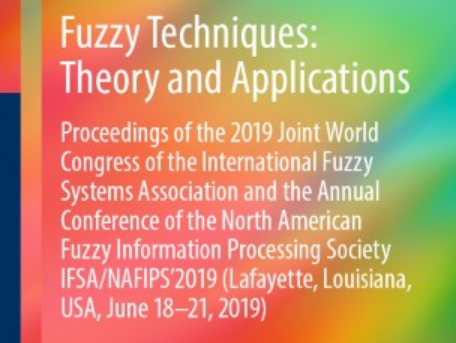 Fuzzy Techniques:
Theory and Applications
Proceedings of the 2019 Joint World
Congress of the International Fuzzy
Systems Association and the Annual
Conference of the North American
Fuzzy Information Processing Society
IFSA/NAFIPS'2019 (Lafayette, Louisiana,
USA, June 18–21, 2019)